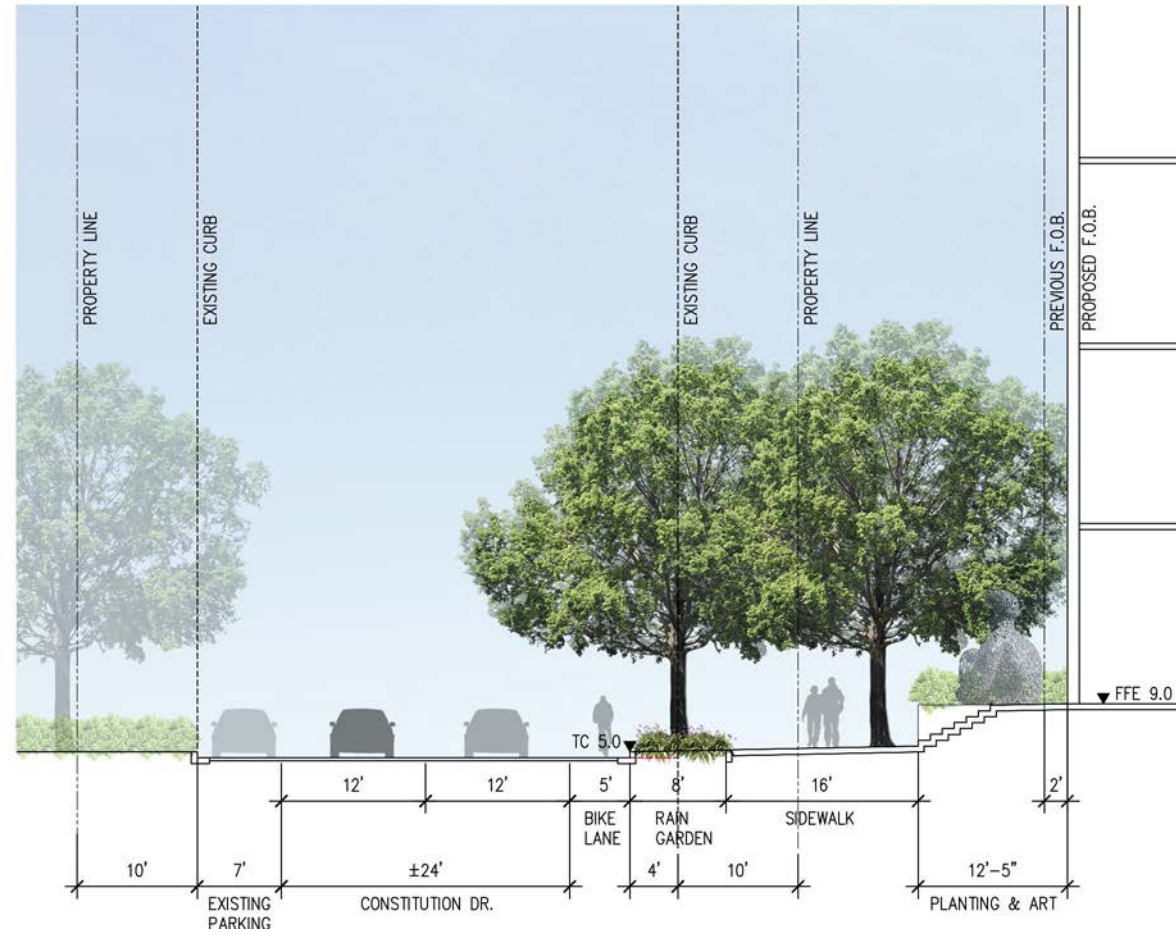 PROPERTY LINE
EXISTING CURB
EXISTING CURB
PROPERTY LINE
PREVIOUS F.O.B.
PROPOSED F.O.B.
FFE 9.0
TC 5.0
12'
12'
5'
8'
16'
2'
BIKE
LANE
RAIN
GARDEN
SIDEWALK
10'
7'
±24'
4'
10'
12'-5"
EXISTING
PARKING
CONSTITUTION DR.
PLANTING & ART